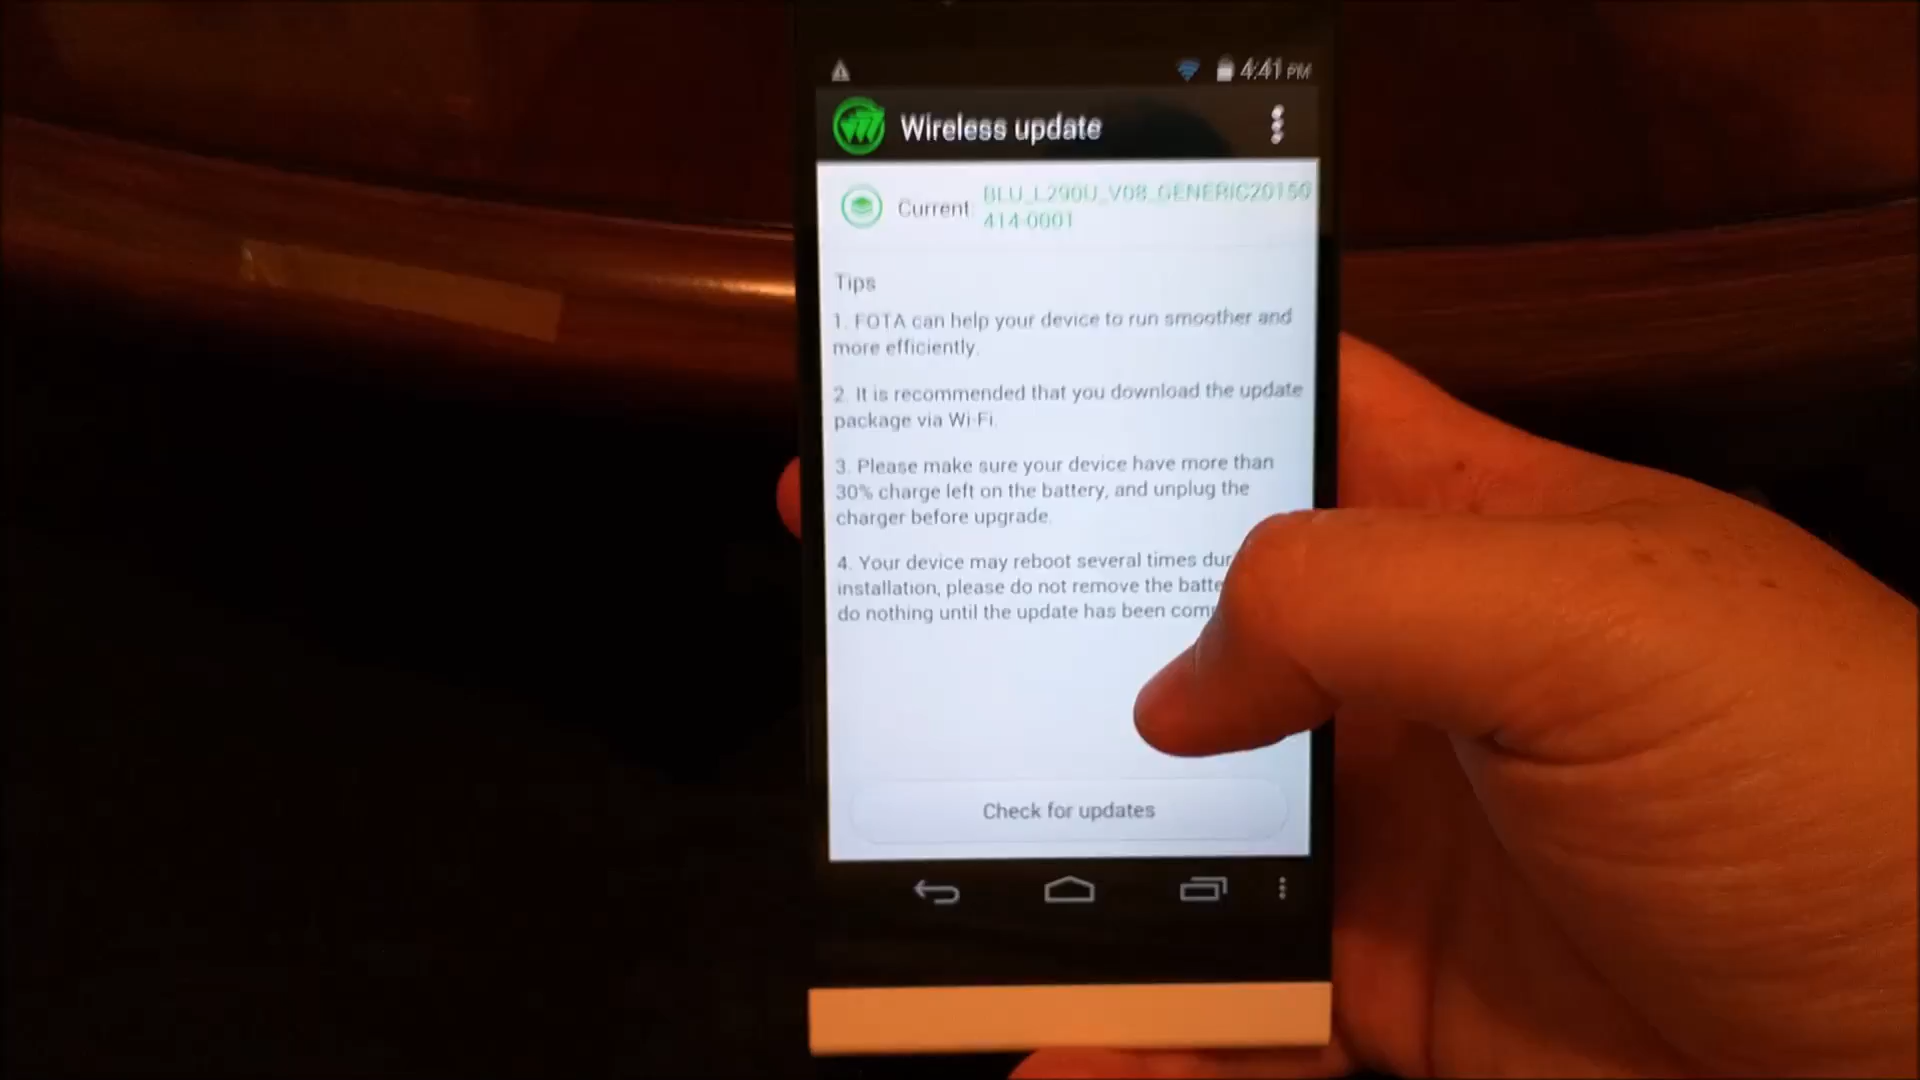 4:41 PM
Wireless update
Current BLU_L290U_V08_GENERIC20150
414-0001
Tips
1. FOTA can help your device to run smoother and
more efficiently.
2. It is recommended that you download the update
package via Wi-Fi.
3. Please make sure your device have more than
30% charge left on the battery, and unplug the
charger before upgrade.
4. Your device may reboot several times dur
installation, please do not remove the batte
do nothing until the update has been com
Check for updates